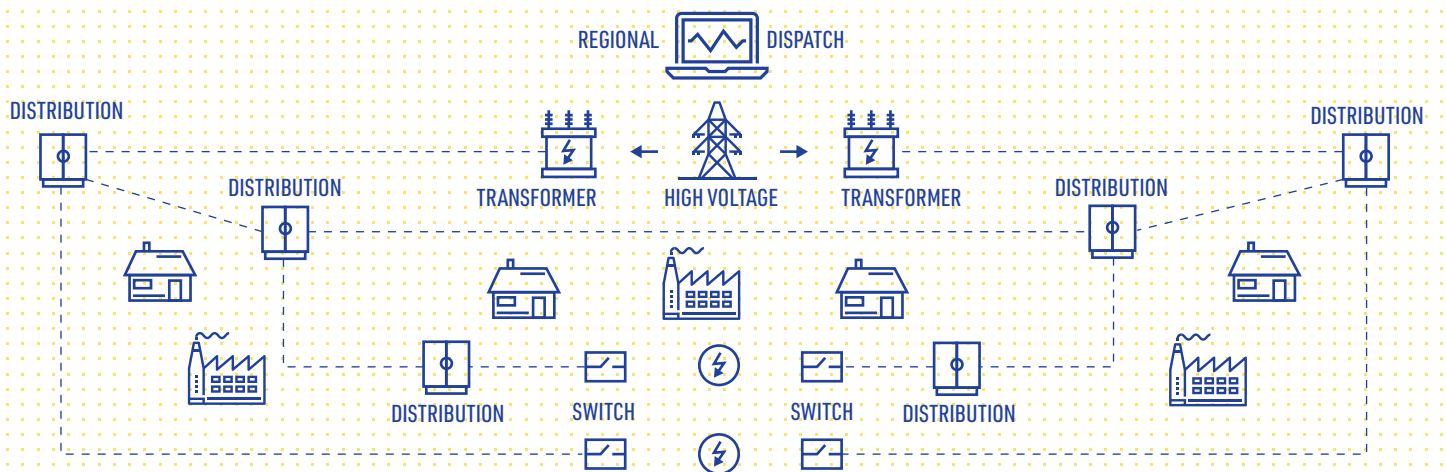 REGIONAL DISPATCH
DISTRIBUTION
DISTRIBUTION
DISTRIBUTION
TRANSFORMER
HIGH VOLTAGE
TRANSFORMER
DISTRIBUTION
DISTRIBUTION
SWITCH
SWITCH
DISTRIBUTION